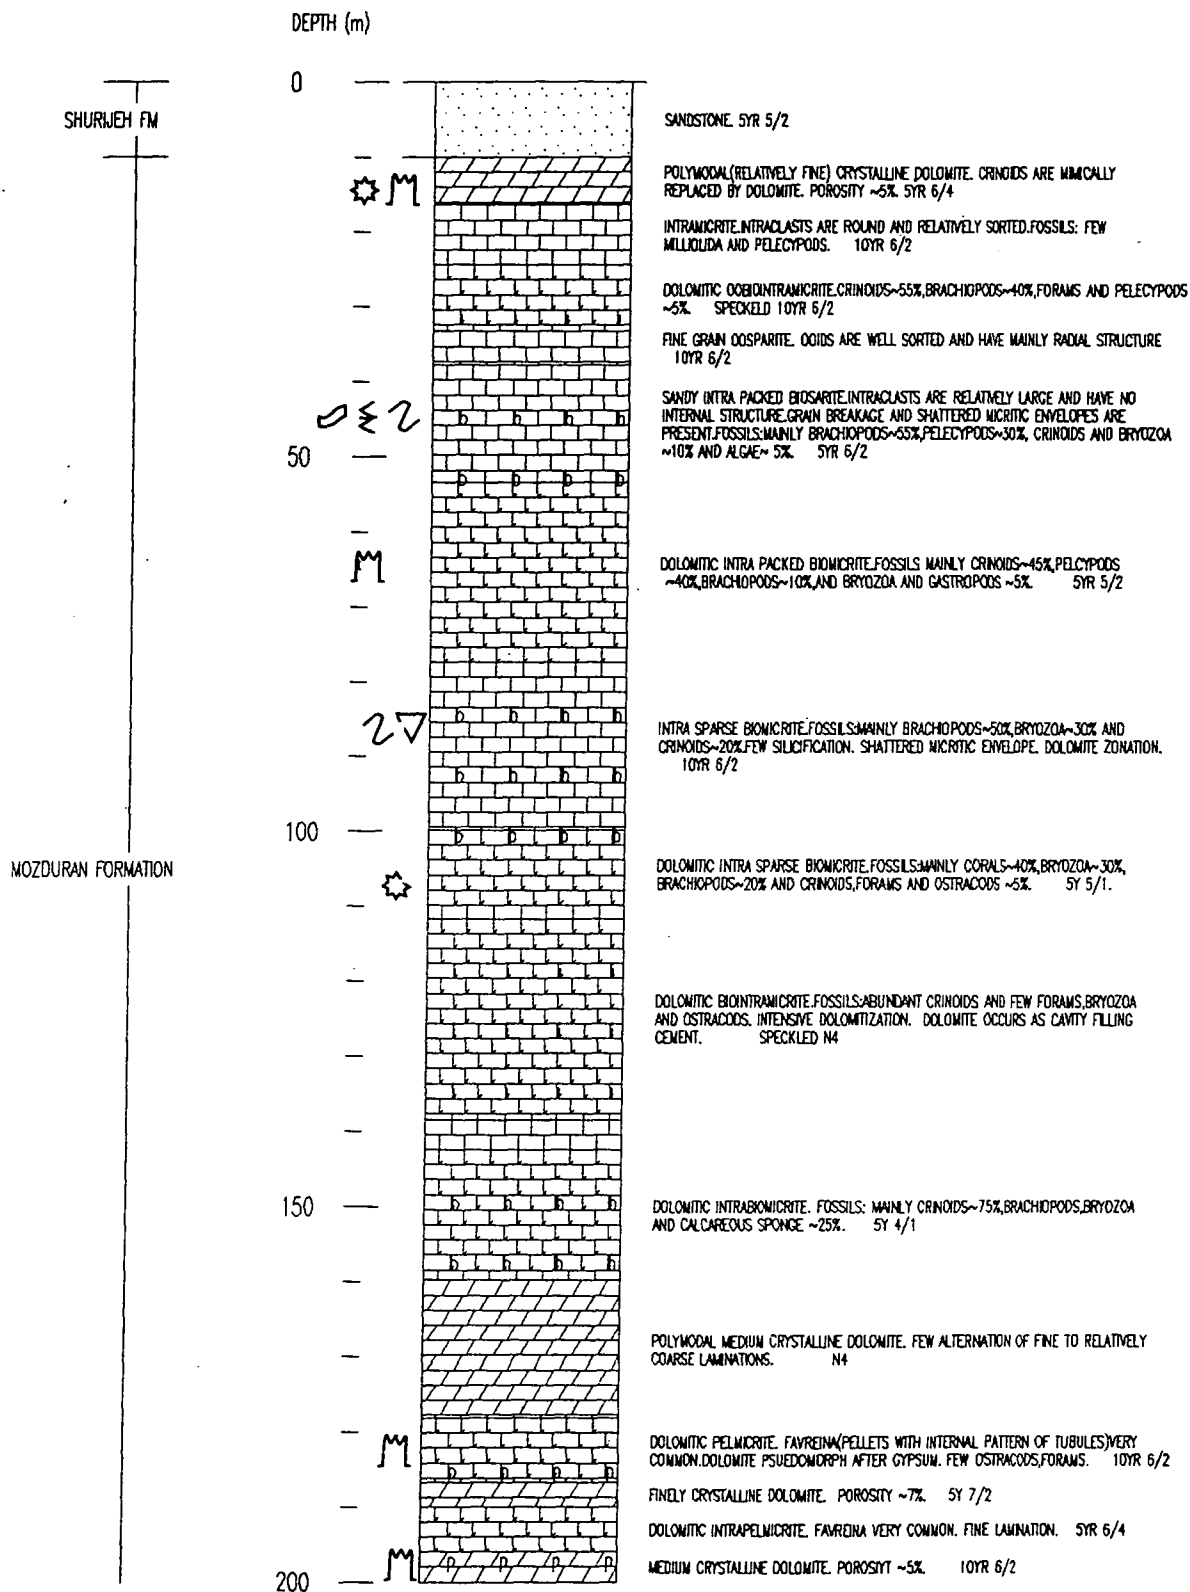 DEPTH (m)
0
SHURIJEH FM
SANDSTONE. 5YR 5/2
POLYMODAL(RELATIVELY FINE) CRYSTALLINE DOLOMITE. CRINOIDS ARE MIMICALLY
REPLACED BY DOLOMITE. POROSITY ~5%. 5YR 6/4
INTRAMICRITE.INTRACLASTS ARE ROUND AND RELATIVELY SORTED.FOSSILS: FEW
MILLIOLIDA AND PELECYPODS. 10YR 6/2
DOLOMITIC OOBIOINTRAMICRITE.CRINOIDS~55%,BRACHIOPODS~40%,FORAMS AND PELECYPODS
~5%. SPECKELD 10YR 6/2
FINE GRAIN OOSPARITE. OOIDS ARE WELL SORTED AND HAVE MAINLY RADIAL STRUCTURE
10YR 6/2
SANDY INTRA PACKED BIOSARITE.INTRACLASTS ARE RELATIVELY LARGE AND HAVE NO
INTERNAL STRUCTURE.GRAIN BREAKAGE AND SHATTERED MICRITIC ENVELOPES ARE
PRESENT.FOSSILS:MAINLY BRACHIOPODS~55%,PELECYPODS~30%, CRINOIDS AND BRYOZOA
~10% AND ALGAE~ 5%. 5YR 6/2
50
DOLOMITIC INTRA PACKED BIOMICRITE.FOSSILS MAINLY CRINOIDS~45%,PELCYPODS
~40%,BRACHIOPODS~10%,AND BRYOZOA AND GASTROPODS ~5%. 5YR 5/2
INTRA SPARSE BIOMICRITE.FOSSILS:MAINLY BRACHIOPODS~50%,BRYOZOA~30% AND
CRINOIDS~20%.FEW SILICIFICATION. SHATTERED MICRITIC ENVELOPE. DOLOMITE ZONATION.
10YR 6/2
100
MOZDURAN FORMATION
DOLOMITIC INTRA SPARSE BIOMICRITE.FOSSILS:MAINLY CORALS~40%,BRYOZOA~30%,
BRACHIOPODS~20% AND CRINOIDS,FORAMS AND OSTRACODS ~5%. 5Y 5/1.
DOLOMITIC BIOINTRAMICRITE.FOSSILS:ABUNDANT CRINOIDS AND FEW FORAMS,BRYOZOA
AND OSTRACODS. INTENSIVE DOLOMITIZATION. DOLOMITE OCCURS AS CAVITY FILLING
CEMENT. SPECKLED N4
150
DOLOMITIC INTRABIOMICRITE. FOSSILS: MAINLY CRINOIDS~75%,BRACHIOPODS,BRYOZOA
AND CALCAREOUS SPONGE ~25%. 5Y 4/1
POLYMODAL MEDIUM CRYSTALLINE DOLOMITE. FEW ALTERNATION OF FINE TO RELATIVELY
COARSE LAMINATIONS. N4
DOLOMITIC PELMICRITE. FAVREINA(PELLETS WITH INTERNAL PATTERN OF TUBULES)VERY
COMMON.DOLOMITE PSUEDOMORPH AFTER GYPSUM. FEW OSTRACODS,FORAMS. 10YR 6/2
FINELY CRYSTALLINE DOLOMITE. POROSITY ~7%. 5Y 7/2
DOLOMITIC INTRAPELMICRITE. FAVREINA VERY COMMON. FINE LAMINATION. 5YR 6/4
MEDIUM CRYSTALLINE DOLOMITE. POROSIYT ~5%. 10YR 6/2
200